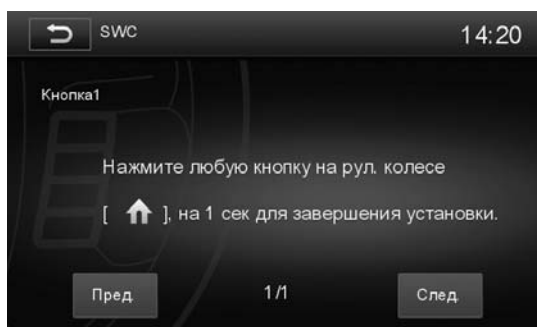 SWC
14:20
Кнопка1
Нажмите любую кнопку на рул. колесе
[ ], на 1 сек для завершения установки.
Пред.
1/1
След.